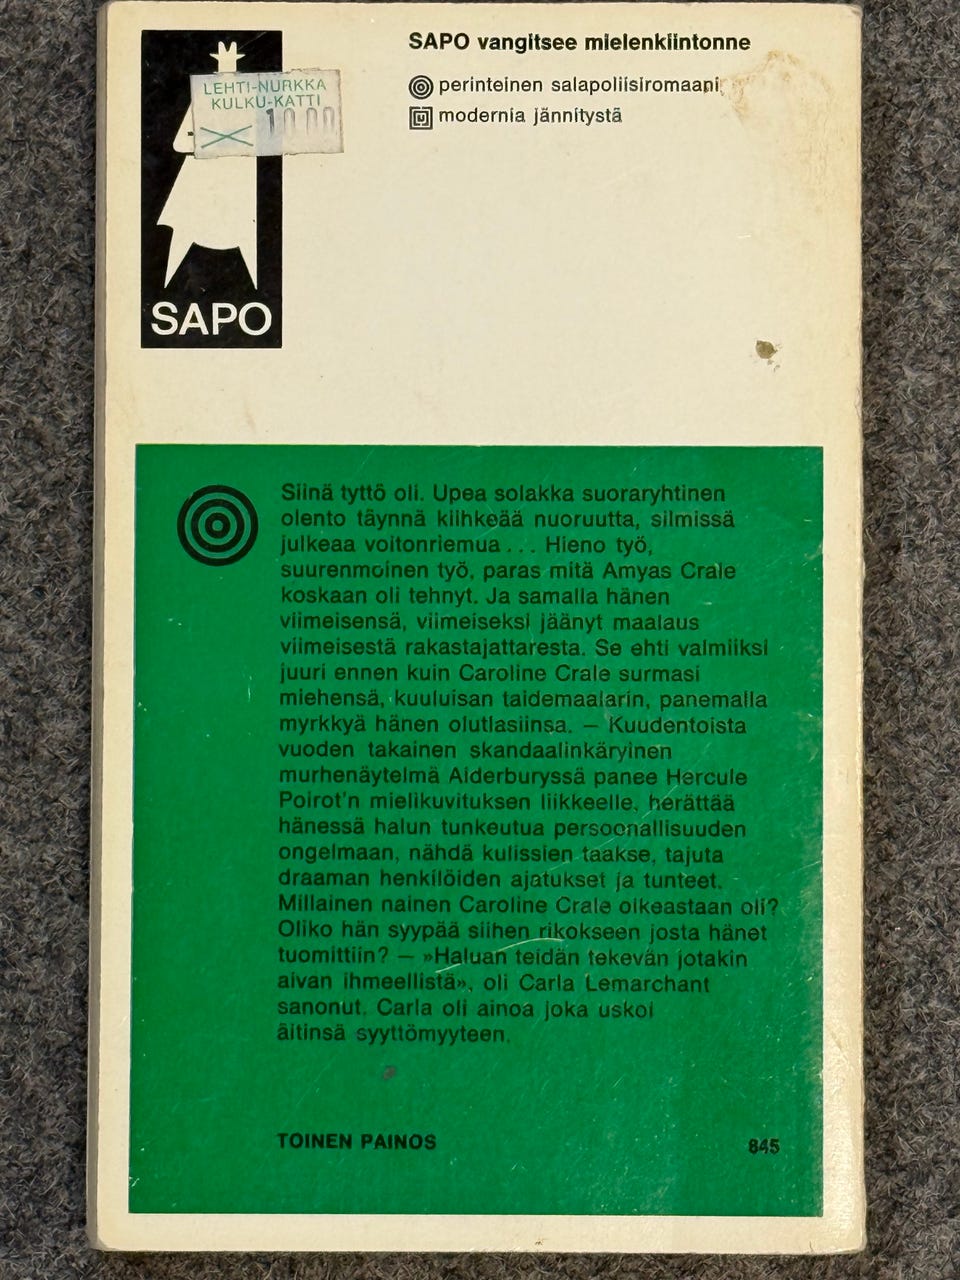 SAPO vangitsee mielenkiintonne
perinteinen salapoliisiromaani
modernia jännitystä
LEHTI-NURKKA
KULKU-KATTI
10.00
SAPO
Siinä tyttö oli. Upea solakka suoraryhtinen
olento täynnä kiihkeää nuoruutta, silmissä
julkeaa voitonriemua . . . Hieno työ,
suurenmoinen työ, paras mitä Amyas Crale
koskaan oli tehnyt. Ja samalla hänen
viimeisensä, viimeiseksi jäänyt maalaus
viimeisestä rakastajattaresta. Se ehti valmiiksi
juuri ennen kuin Caroline Crale surmasi
miehensä, kuuluisan taidemaalarin, panemalla
myrkkyä hänen olutlasiinsa. — Kuudentoista
vuoden takainen skandaalinkäryinen
murhenäytelmä Alderburyssä panee Hercule
Poirot'n mielikuvituksen liikkeelle, herättää
hänessä halun tunkeutua persoonallisuuden
ongelmaan, nähdä kulissien taakse, tajuta
draaman henkilöiden ajatukset ja tunteet.
Millainen nainen Caroline Crale oikeastaan oli?
Oliko hän syypää siihen rikokseen josta hänet
tuomittiin? — »Haluan teidän tekevän jotakin
aivan ihmeellistä», oli Carla Lemarchant
sanonut. Carla oli ainoa joka uskoi
äitinsä syyttömyyteen.
TOINEN PAINOS
845